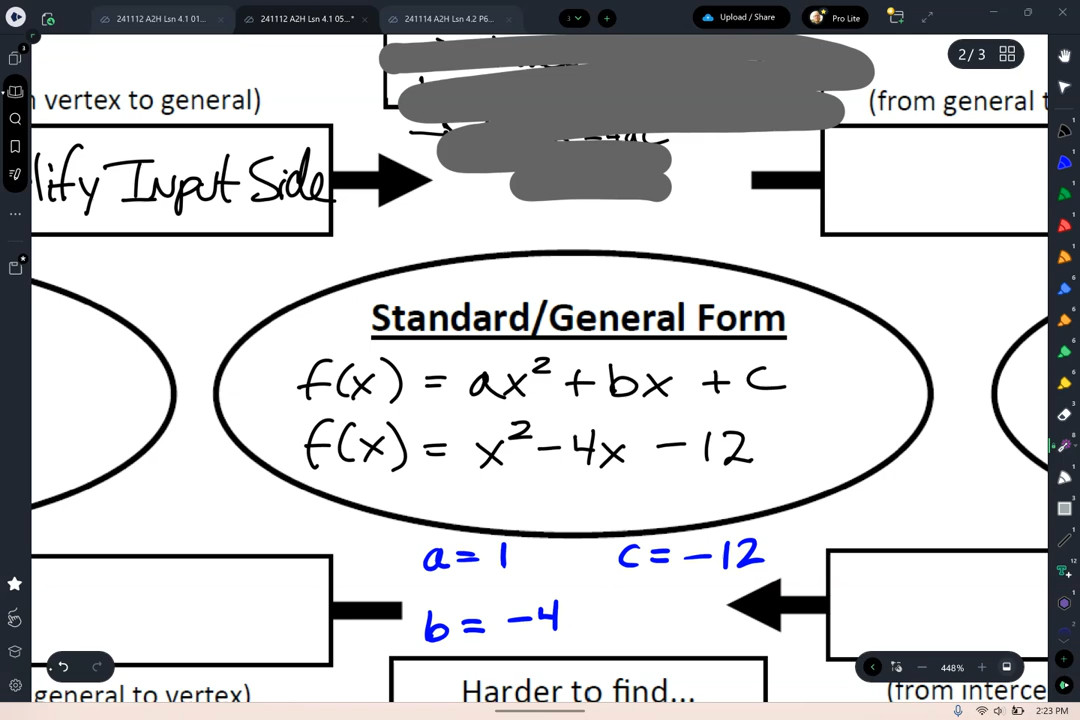 241112 A2H Lsn 4.1 01...
241112 A2H Lsn 4.1 05...*
241114 A2H Lsn 4.2 P6...
3
Upload / Share
Pro Lite
2/3
vertex to general)
(from general t
lify Input Side
Standard/General Form
f(x) = ax² + bx + c
f(x) = x² - 4x - 12
a = 1
c = -12
b = -4
general to vertex)
Harder to find...
(from interce
448%
2:23 PM